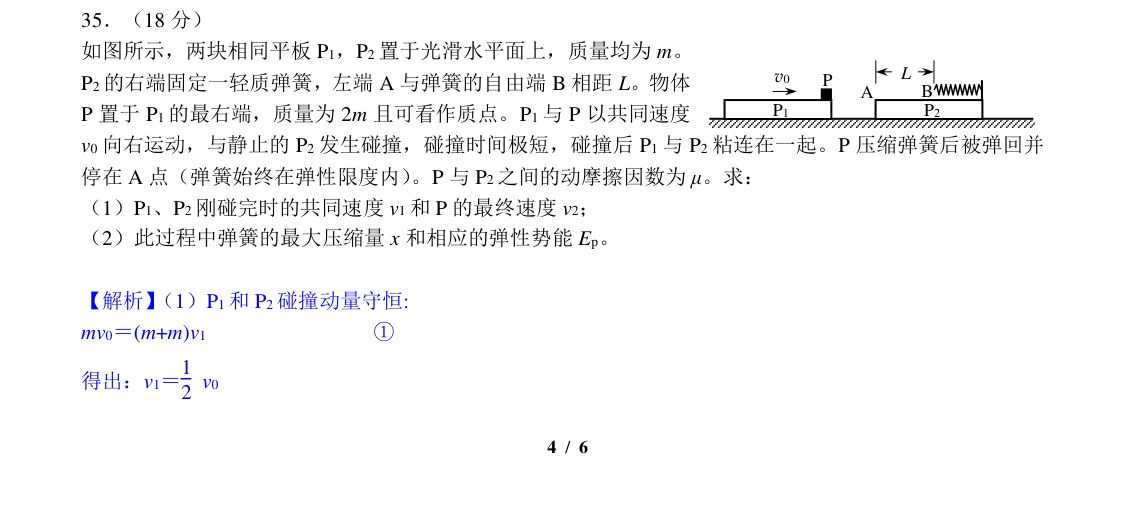 35．（18 分）
如图所示，两块相同平板 P1，P2 置于光滑水平面上，质量均为 m。
P2 的右端固定一轻质弹簧，左端 A 与弹簧的自由端 B 相距 L。物体
P 置于 P1 的最右端，质量为 2m 且可看作质点。P1 与 P 以共同速度
v0 向右运动，与静止的 P2 发生碰撞，碰撞时间极短，碰撞后 P1 与 P2 粘连在一起。P 压缩弹簧后被弹回并
停在 A 点（弹簧始终在弹性限度内）。P 与 P2 之间的动摩擦因数为 μ。求：
（1）P1、P2 刚碰完时的共同速度 v1 和 P 的最终速度 v2；
（2）此过程中弹簧的最大压缩量 x 和相应的弹性势能 Ep。
v0 P A L B
P1 P2
【解析】（1）P1 和 P2 碰撞动量守恒:
mv0＝(m+m)v1 ①
得出：v1＝1/2 v0
4 / 6